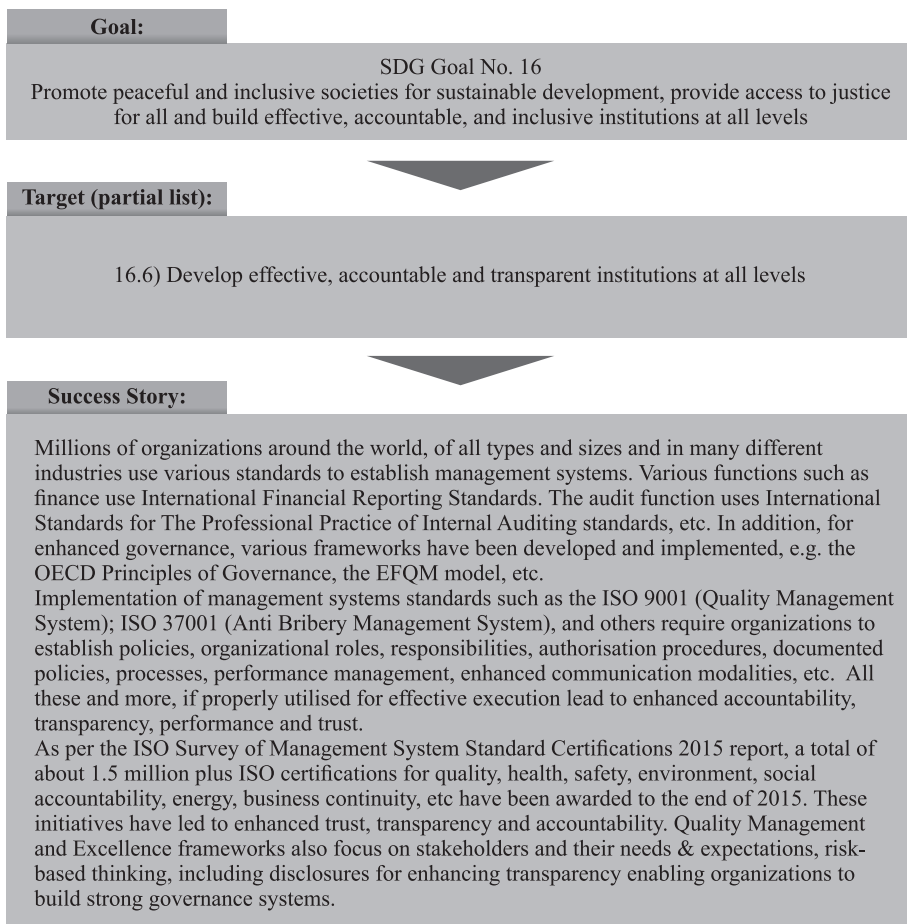 Goal:
SDG Goal No. 16
Promote peaceful and inclusive societies for sustainable development, provide access to justice
for all and build effective, accountable, and inclusive institutions at all levels
Target (partial list):
16.6) Develop effective, accountable and transparent institutions at all levels
Success Story:
Millions of organizations around the world, of all types and sizes and in many different
industries use various standards to establish management systems. Various functions such as
finance use International Financial Reporting Standards. The audit function uses International
Standards for The Professional Practice of Internal Auditing standards, etc. In addition, for
enhanced governance, various frameworks have been developed and implemented, e.g. the
OECD Principles of Governance, the EFQM model, etc.
Implementation of management systems standards such as the ISO 9001 (Quality Management
System); ISO 37001 (Anti Bribery Management System), and others require organizations to
establish policies, organizational roles, responsibilities, authorisation procedures, documented
policies, processes, performance management, enhanced communication modalities, etc.  All
these and more, if properly utilised for effective execution lead to enhanced accountability,
transparency, performance and trust.
As per the ISO Survey of Management System Standard Certifications 2015 report, a total of
about 1.5 million plus ISO certifications for quality, health, safety, environment, social
accountability, energy, business continuity, etc have been awarded to the end of 2015. These
initiatives have led to enhanced trust, transparency and accountability. Quality Management
and Excellence frameworks also focus on stakeholders and their needs & expectations, risk-
based thinking, including disclosures for enhancing transparency enabling organizations to
build strong governance systems.